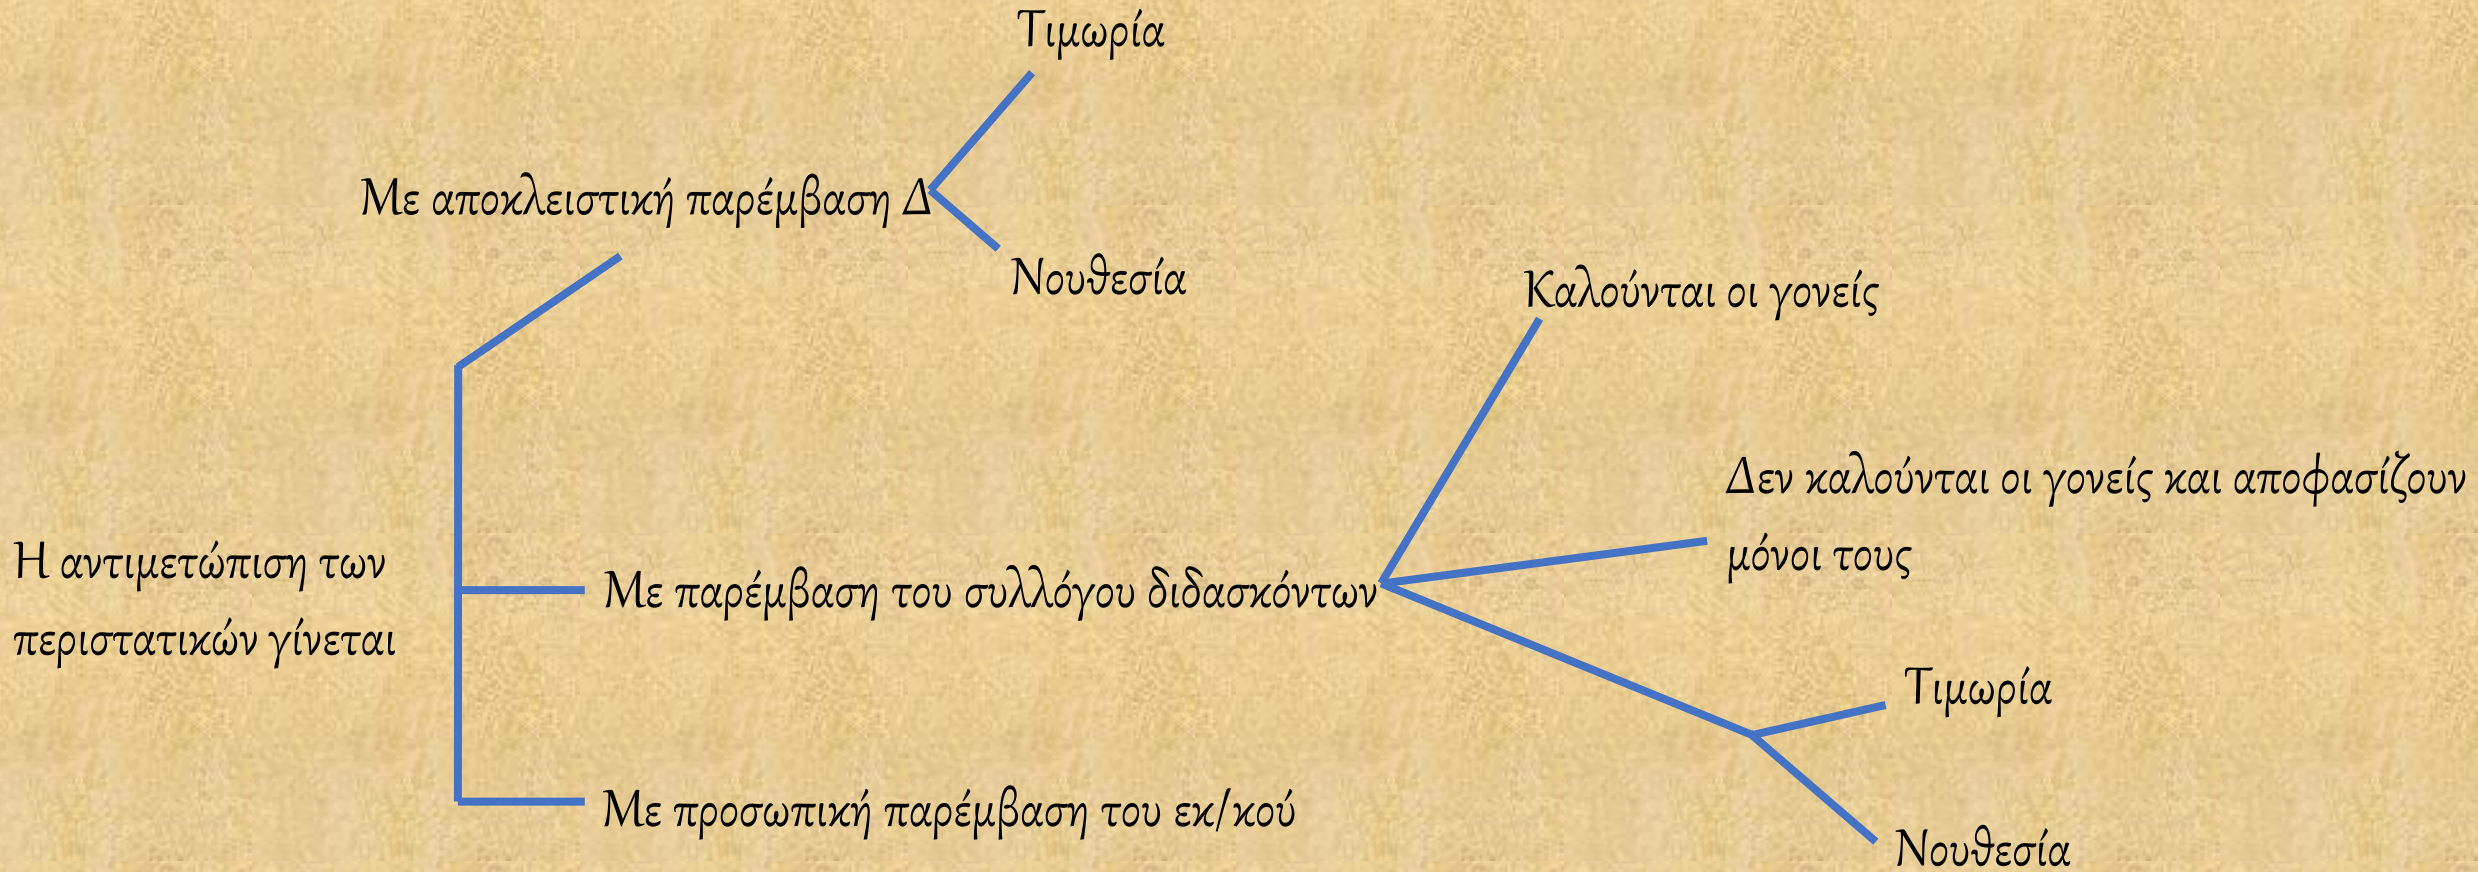 Τιμωρία
Με αποκλειστική παρέμβαση Δ
Νουθεσία
Καλούνται οι γονείς
Δεν καλούνται οι γονείς και αποφασίζουν
μόνοι τους
Η αντιμετώπιση των
περιστατικών γίνεται
Με παρέμβαση του συλλόγου διδασκόντων
Τιμωρία
Με προσωπική παρέμβαση του εκ/κού
Νουθεσία